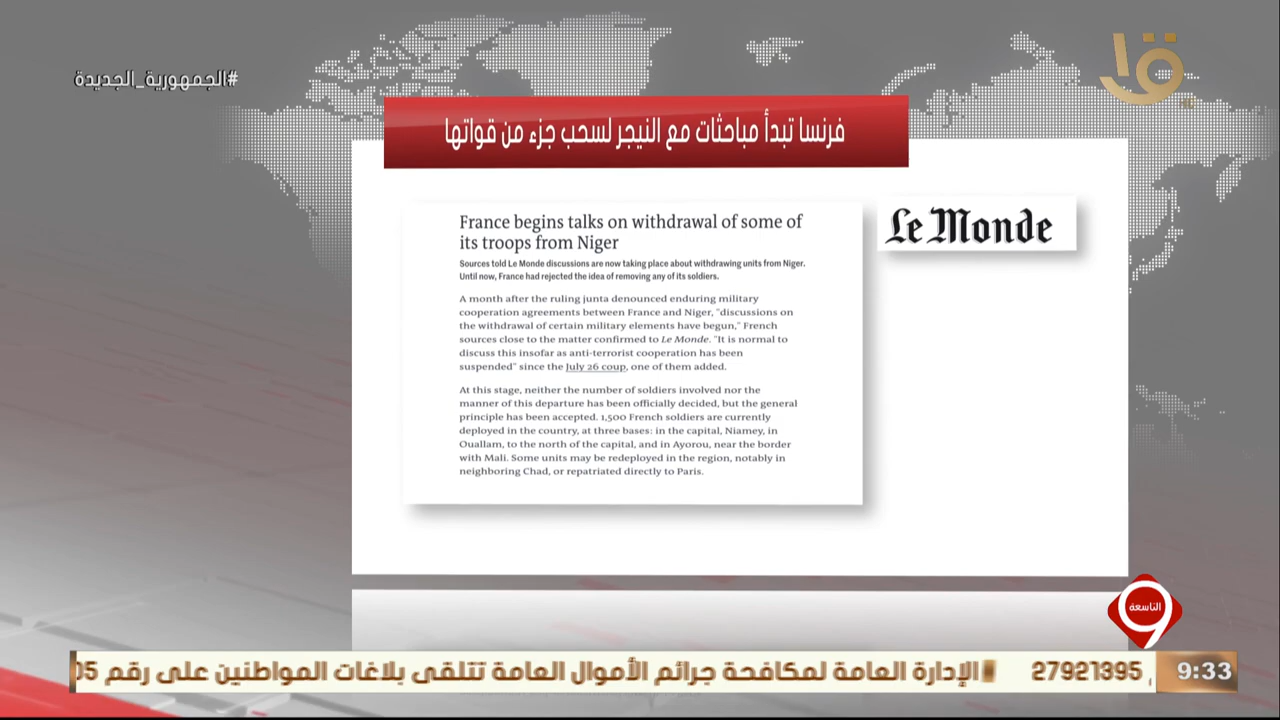 #الجمهورية_الجديدة
فرنسا تبدأ مباحثات مع النيجر لسحب جزء من قواتها
Le Monde
France begins talks on withdrawal of some of
its troops from Niger
Sources told Le Monde discussions are now taking place about withdrawing units from Niger.
Until now, France had rejected the idea of removing any of its soldiers.
A month after the ruling junta denounced enduring military
cooperation agreements between France and Niger, "discussions on
the withdrawal of certain military elements have begun," French
sources close to the matter confirmed to Le Monde. "It is normal to
discuss this insofar as anti-terrorist cooperation has been
suspended" since the July 26 coup, one of them added.
At this stage, neither the number of soldiers involved nor the
manner of this departure has been officially decided, but the general
principle has been accepted. 1,500 French soldiers are currently
deployed in the country, at three bases: in the capital, Niamey, in
Ouallam, to the north of the capital, and in Ayorou, near the border
with Mali. Some units may be redeployed in the region, notably in
neighboring Chad, or repatriated directly to Paris.
التاسعة
9
27921395 الإدارة العامة لمكافحة جرائم الأموال العامة تتلقى بلاغات المواطنين على رقم 05
9:33